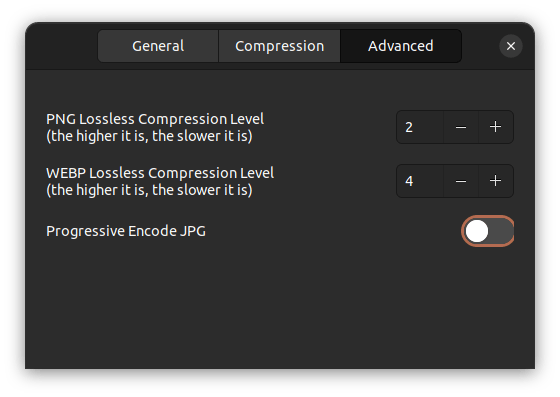 General Compression Advanced
PNG Lossless Compression Level
(the higher it is, the slower it is)
2
WEBP Lossless Compression Level
(the higher it is, the slower it is)
4
Progressive Encode JPG